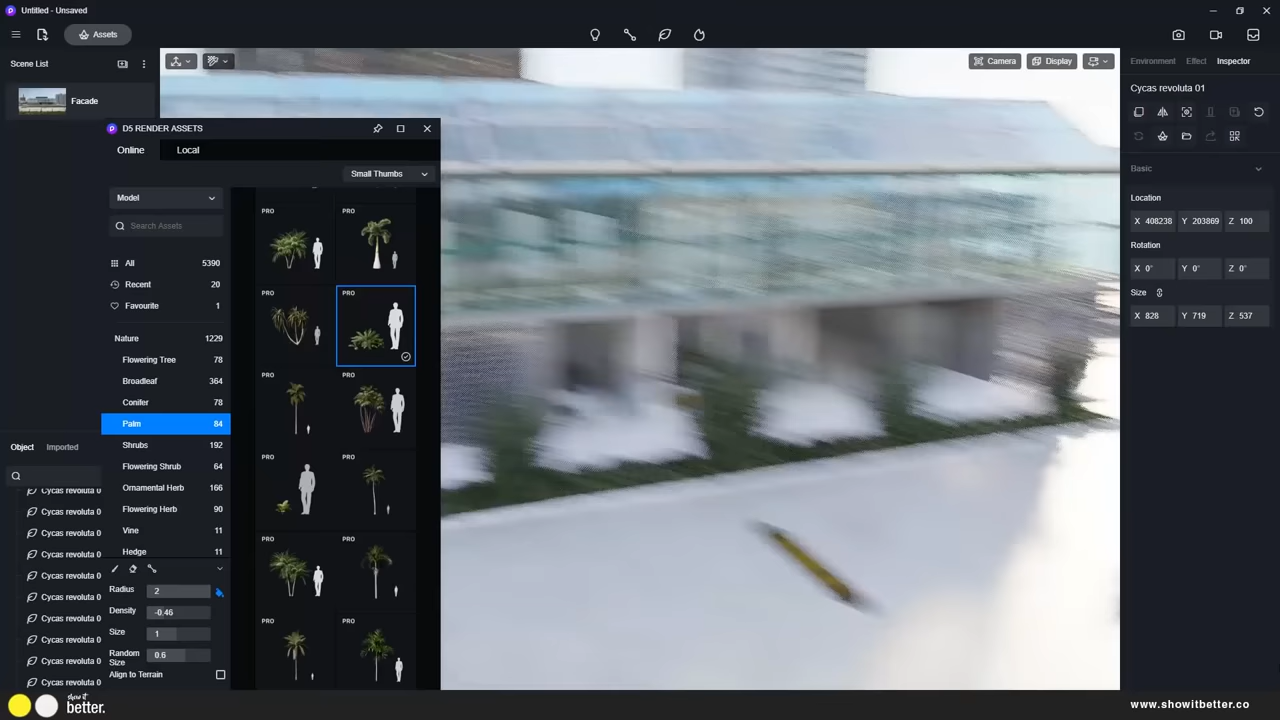 Untitled - Unsaved
Assets
Scene List
Facade
D5 RENDER ASSETS
Online
Local
Small Thumbs
Model
Search Assets
All 5390
Recent 20
Favourite 1
Nature 1229
Flowering Tree 78
Broadleaf 364
Conifer 78
Palm 84
Shrubs 192
Flowering Shrub 64
Ornamental Herb 166
Flowering Herb 90
Vine 11
Hedge 11
Radius 2
Density -0.46
Size 1
Random Size 0.6
Align to Terrain
PRO PRO
PRO PRO
PRO PRO
PRO PRO
PRO PRO
PRO PRO
Object Imported
Cycas revoluta 0
Cycas revoluta 0
Cycas revoluta 0
Cycas revoluta 0
Cycas revoluta 0
Cycas revoluta 0
Cycas revoluta 0
Cycas revoluta 0
Cycas revoluta 0
Cycas revoluta 0
Camera
Display
Environment Effect Inspector
Cycas revoluta 01
Basic
Location
X 408238 Y 203869 Z 100
Rotation
X 0° Y 0° Z 0°
Size
X 828 Y 719 Z 537
show it
better.
www.showitbetter.co